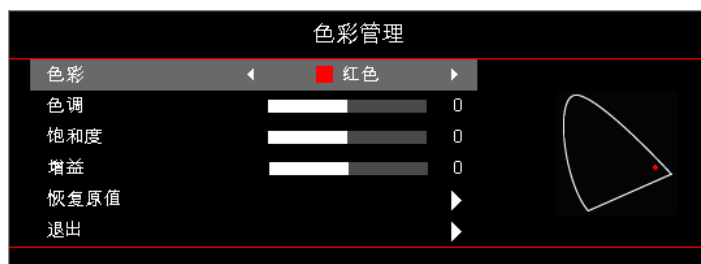 色彩管理
色彩 红色
色调 0
饱和度 0
增益 0
恢复原值
退出